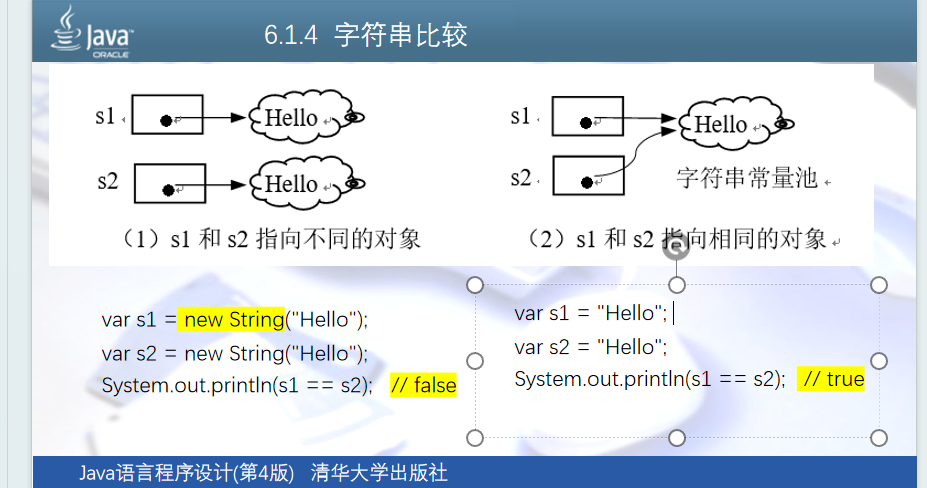 Java
ORACLE
6.1.4 字符串比较
s1
Hello
s2
Hello
（1）s1 和 s2 指向不同的对象
s1
Hello
s2
字符串常量池
（2）s1 和 s2 指向相同的对象
var s1 = new String("Hello");
var s2 = new String("Hello");
System.out.println(s1 == s2); // false
var s1 = "Hello";
var s2 = "Hello";
System.out.println(s1 == s2); // true
Java语言程序设计(第4版) 清华大学出版社